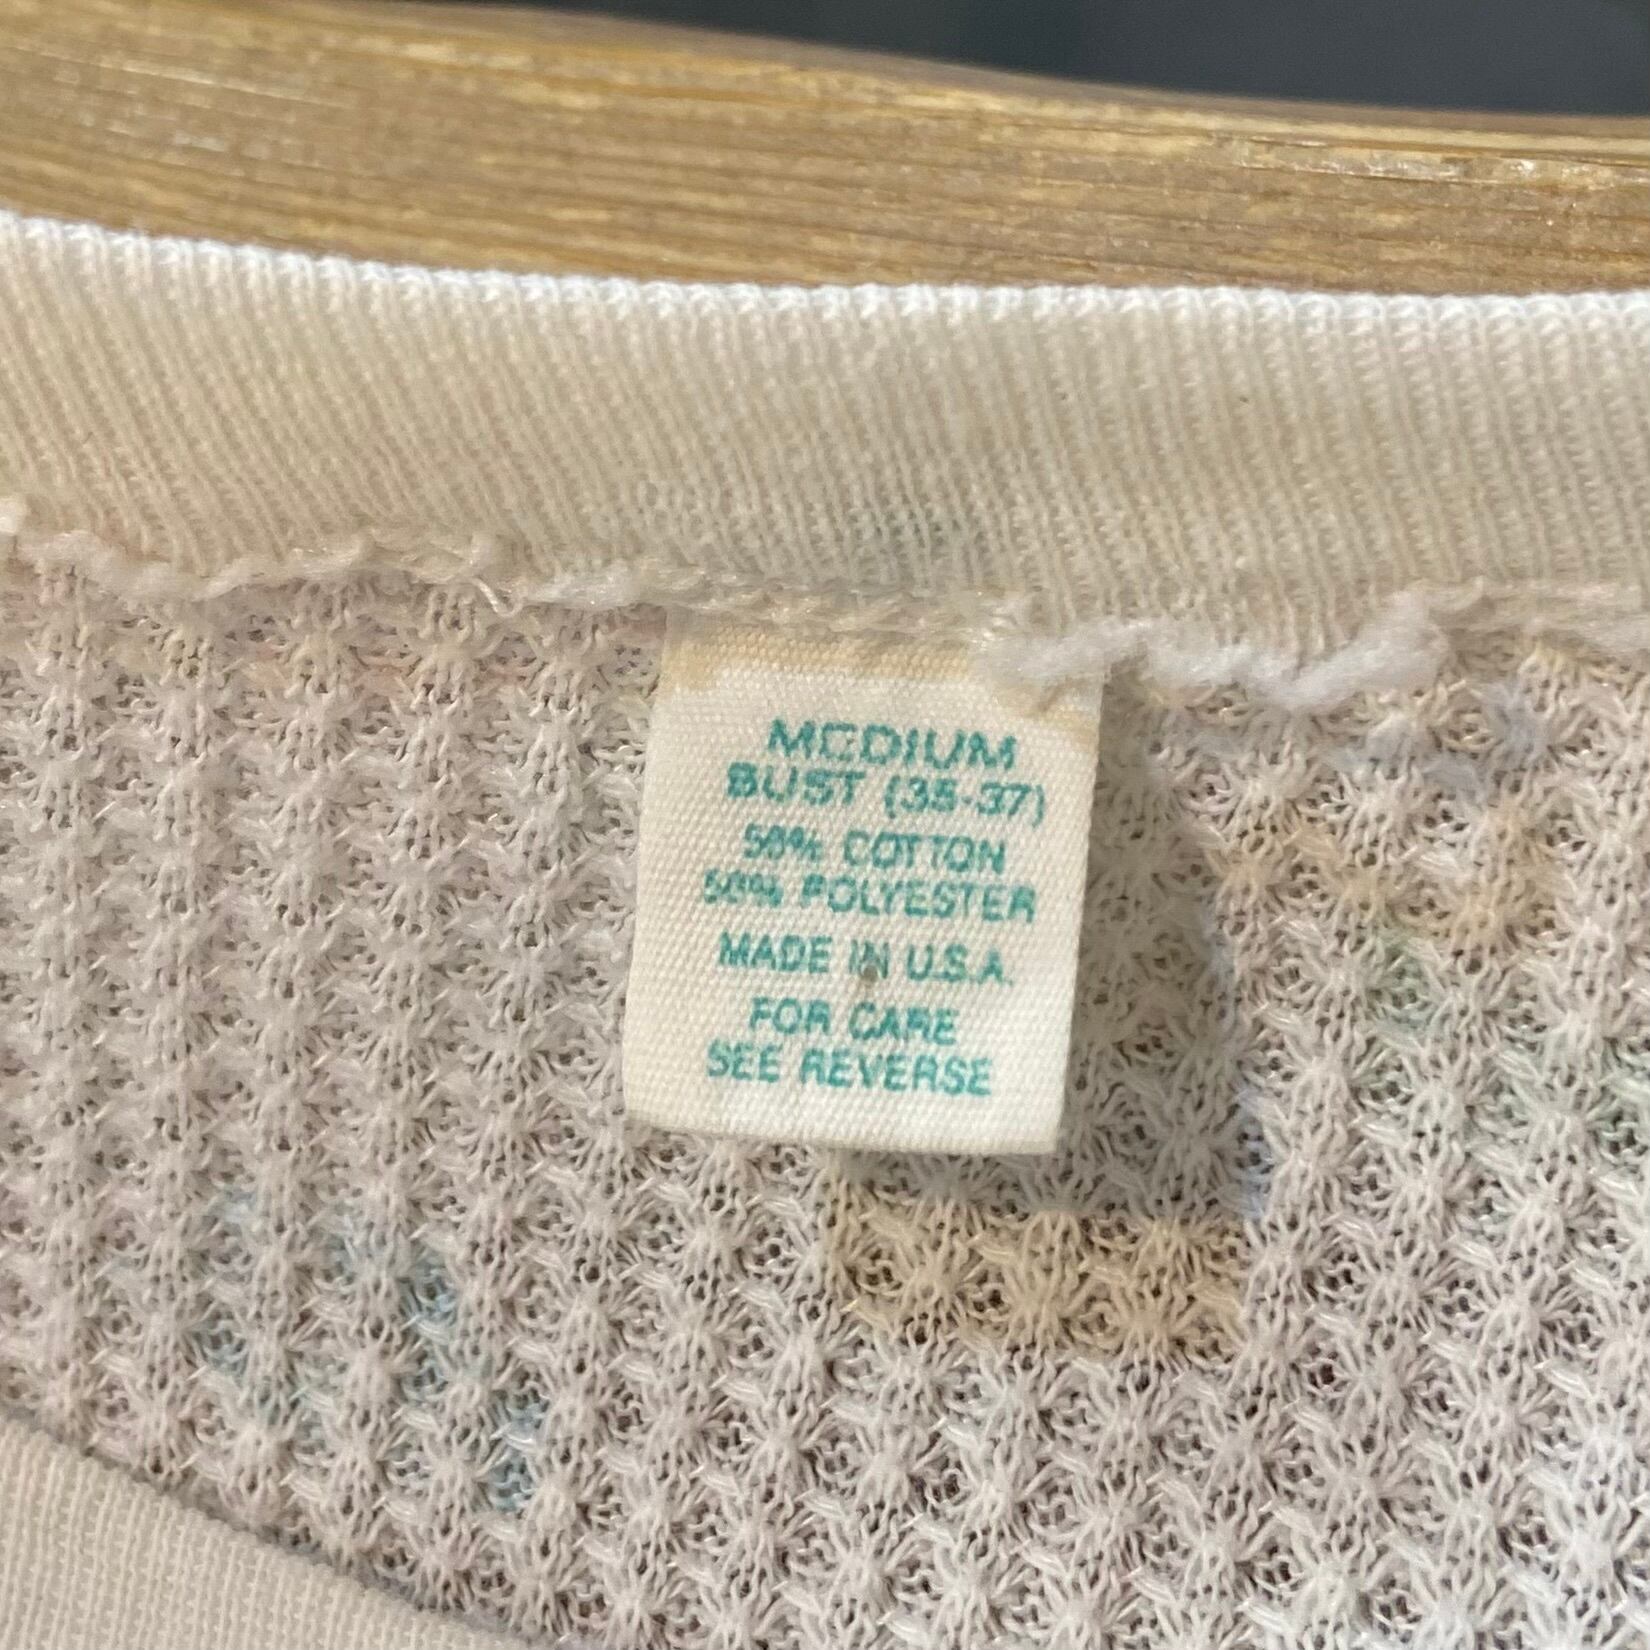 MEDIUM
BUST (35-37)
50% COTTON
50% POLYESTER
MADE IN U.S.A.
FOR CARE
SEE REVERSE